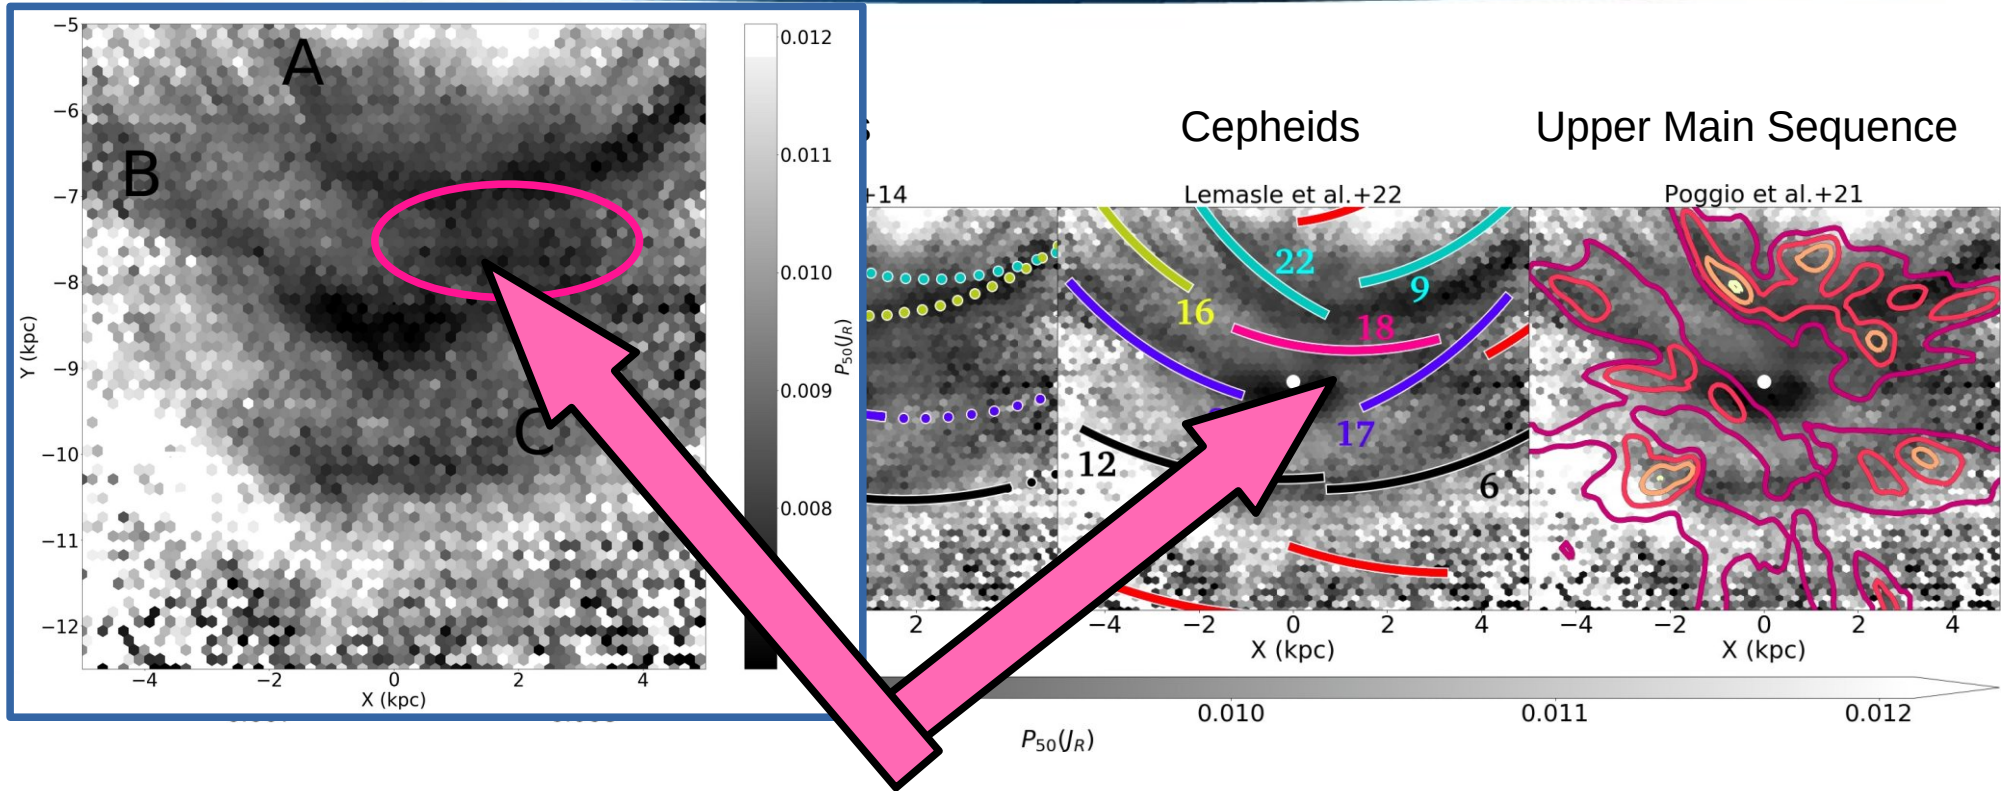 A
B
C
−5
−6
−7
−8
−9
−10
−11
−12
Y (kpc)
−4 −2 0 2 4
X (kpc)
0.012
0.011
0.010
0.009
0.008
P50(JR)
Cepheids
Upper Main Sequence
+14
Lemasle et al.+22
Poggio et al.+21
22
9
16
18
17
12
6
2
−4 −2 0 2 4
X (kpc)
−4 −2 0 2 4
X (kpc)
0.010 0.011 0.012
P50(JR)